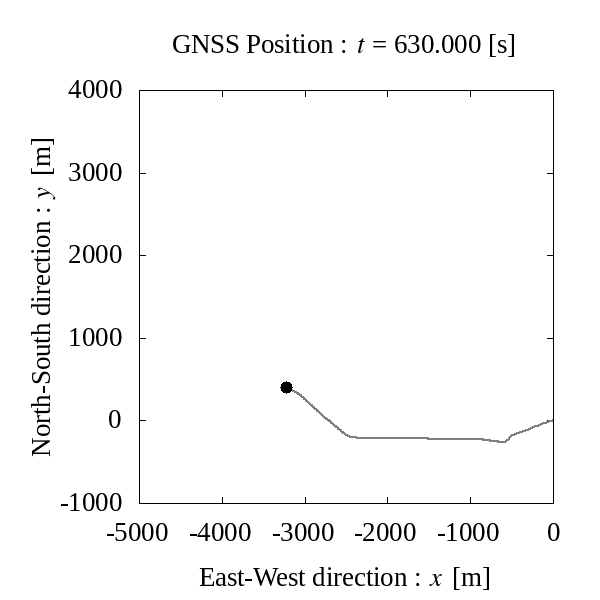 GNSS Position : t = 630.000 [s]
4000
3000
2000
1000
0
-1000
North-South direction : y [m]
-5000 -4000 -3000 -2000 -1000 0
East-West direction : x [m]